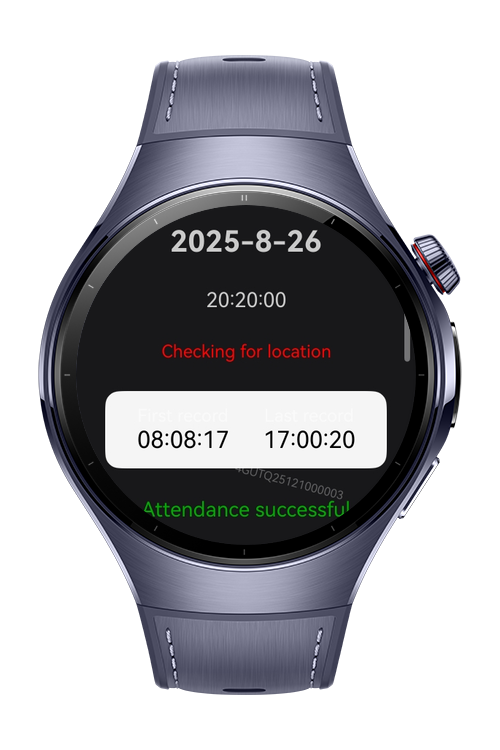 2025-8-26
20:20:00
Checking for location
First record Last record
08:08:17 17:00:20
4GUTQ25121000003
Attendance successful